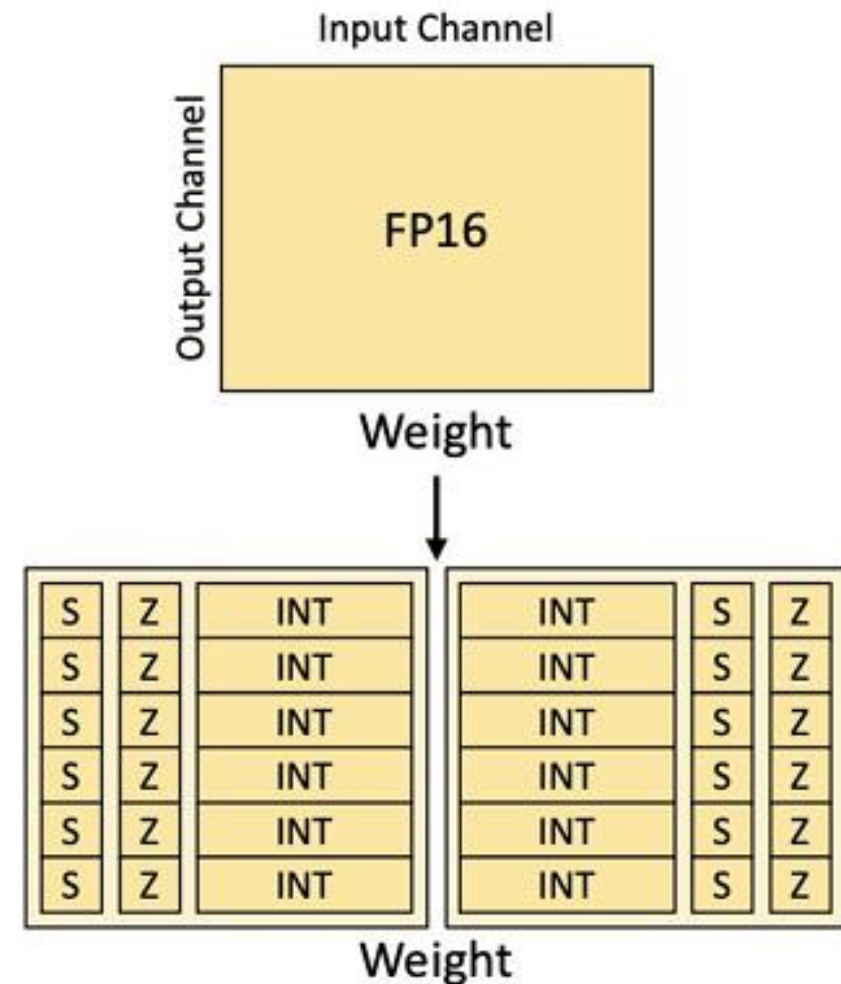 Input Channel
Output Channel
FP16
Weight
S Z INT INT S Z
S Z INT INT S Z
S Z INT INT S Z
S Z INT INT S Z
S Z INT INT S Z
S Z INT INT S Z
Weight